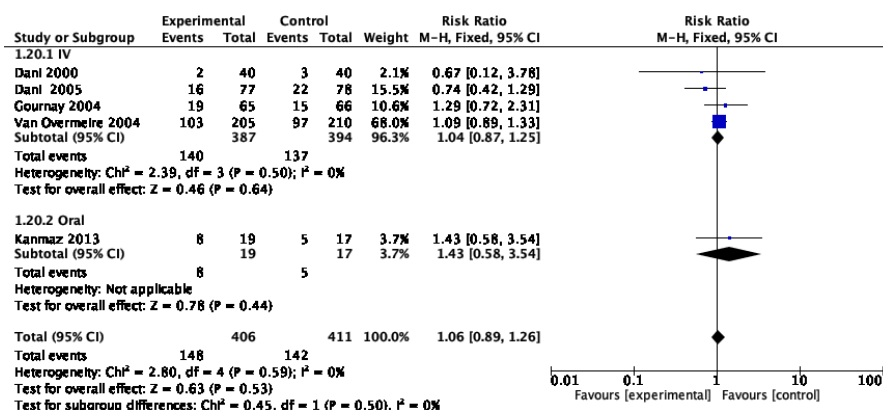 Experimental Control Risk Ratio Risk Ratio
Study or Subgroup Events Total Events Total Weight M-H, Fixed, 95% CI M-H, Fixed, 95% CI
1.20.1 IV
Dani 2000 2 40 3 40 2.1% 0.67 [0.12, 3.78]
Dani 2005 16 77 22 78 15.5% 0.74 [0.42, 1.29]
Gournay 2004 19 65 15 66 10.6% 1.29 [0.72, 2.31]
Van Overmeire 2004 103 205 97 210 68.0% 1.09 [0.89, 1.33]
Subtotal (95% CI) 387 394 96.3% 1.04 [0.87, 1.25]
Total events 140 137
Heterogeneity: Chi² = 2.39, df = 3 (P = 0.50); I² = 0%
Test for overall effect: Z = 0.46 (P = 0.64)
1.20.2 Oral
Kanmaz 2013 8 19 5 17 3.7% 1.43 [0.58, 3.54]
Subtotal (95% CI) 19 17 3.7% 1.43 [0.58, 3.54]
Total events 8 5
Heterogeneity: Not applicable
Test for overall effect: Z = 0.78 (P = 0.44)
Total (95% CI) 406 411 100.0% 1.06 [0.89, 1.26]
Total events 148 142
Heterogeneity: Chi² = 2.80, df = 4 (P = 0.59); I² = 0%
Test for overall effect: Z = 0.63 (P = 0.53)
Test for subgroup differences: Chi² = 0.45, df = 1 (P = 0.50), I² = 0%
0.01 0.1 1 10 100
Favours [experimental] Favours [control]